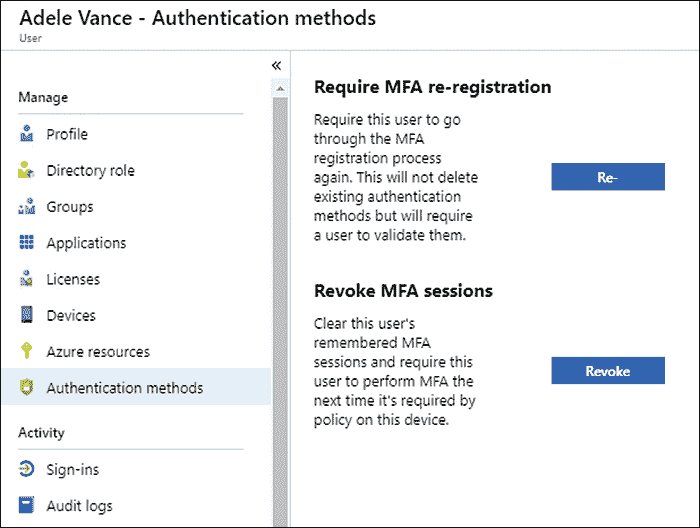 Adele Vance - Authentication methods
User
«
Manage
Profile
Directory role
Groups
Applications
Licenses
Devices
Azure resources
Authentication methods
Activity
Sign-ins
Audit logs
Require MFA re-registration
Require this user to go
through the MFA
registration process
again. This will not delete
existing authentication
methods but will require
a user to validate them.
Re-
Revoke MFA sessions
Clear this user's
remembered MFA
sessions and require this
user to perform MFA the
next time it's required by
policy on this device.
Revoke